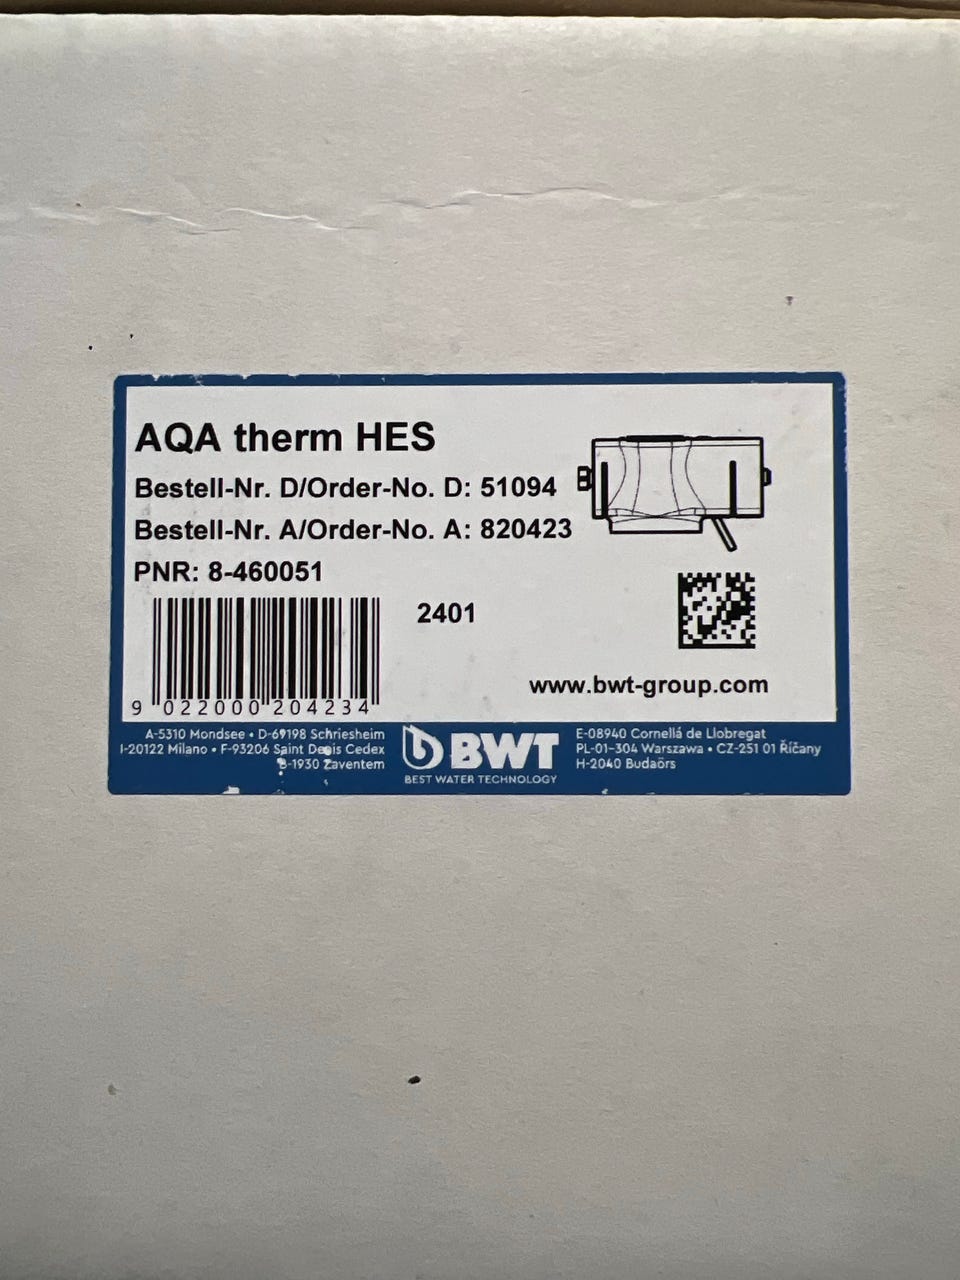 AQA therm HES
Bestell-Nr. D/Order-No. D: 51094
Bestell-Nr. A/Order-No. A: 820423
PNR: 8-460051
2401
9 022000 204234
www.bwt-group.com
A-5310 Mondsee • D-69198 Schriesheim
I-20122 Milano • F-93206 Saint Denis Cedex
B-1930 Zaventem
BWT
BEST WATER TECHNOLOGY
E-08940 Cornellá de Llobregat
PL-01-304 Warszawa • CZ-251 01 Říčany
H-2040 Budaörs